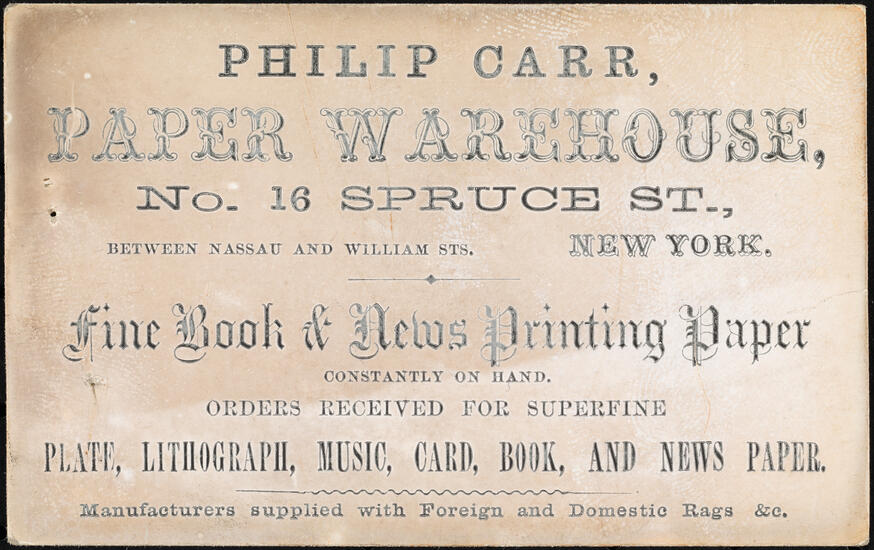 PHILIP CARR,
PAPER WAREHOUSE,
No. 16 SPRUCE ST.,
BETWEEN NASSAU AND WILLIAM STS. NEW YORK.
Fine Book & News Printing Paper
CONSTANTLY ON HAND.
ORDERS RECEIVED FOR SUPERFINE
PLATE, LITHOGRAPH, MUSIC, CARD, BOOK, AND NEWS PAPER.
Manufacturers supplied with Foreign and Domestic Rags &c.